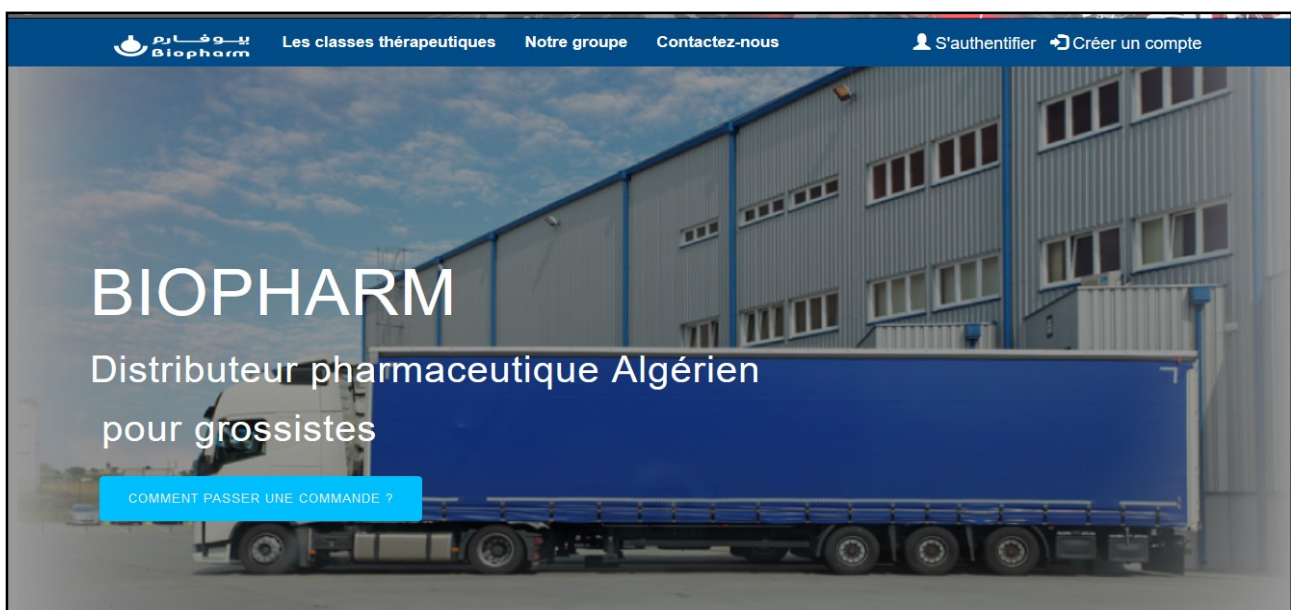 بيوفارم
Biopharm
Les classes thérapeutiques
Notre groupe
Contactez-nous
S'authentifier
Créer un compte
BIOPHARM
Distributeur pharmaceutique Algérien
pour grossistes
COMMENT PASSER UNE COMMANDE ?